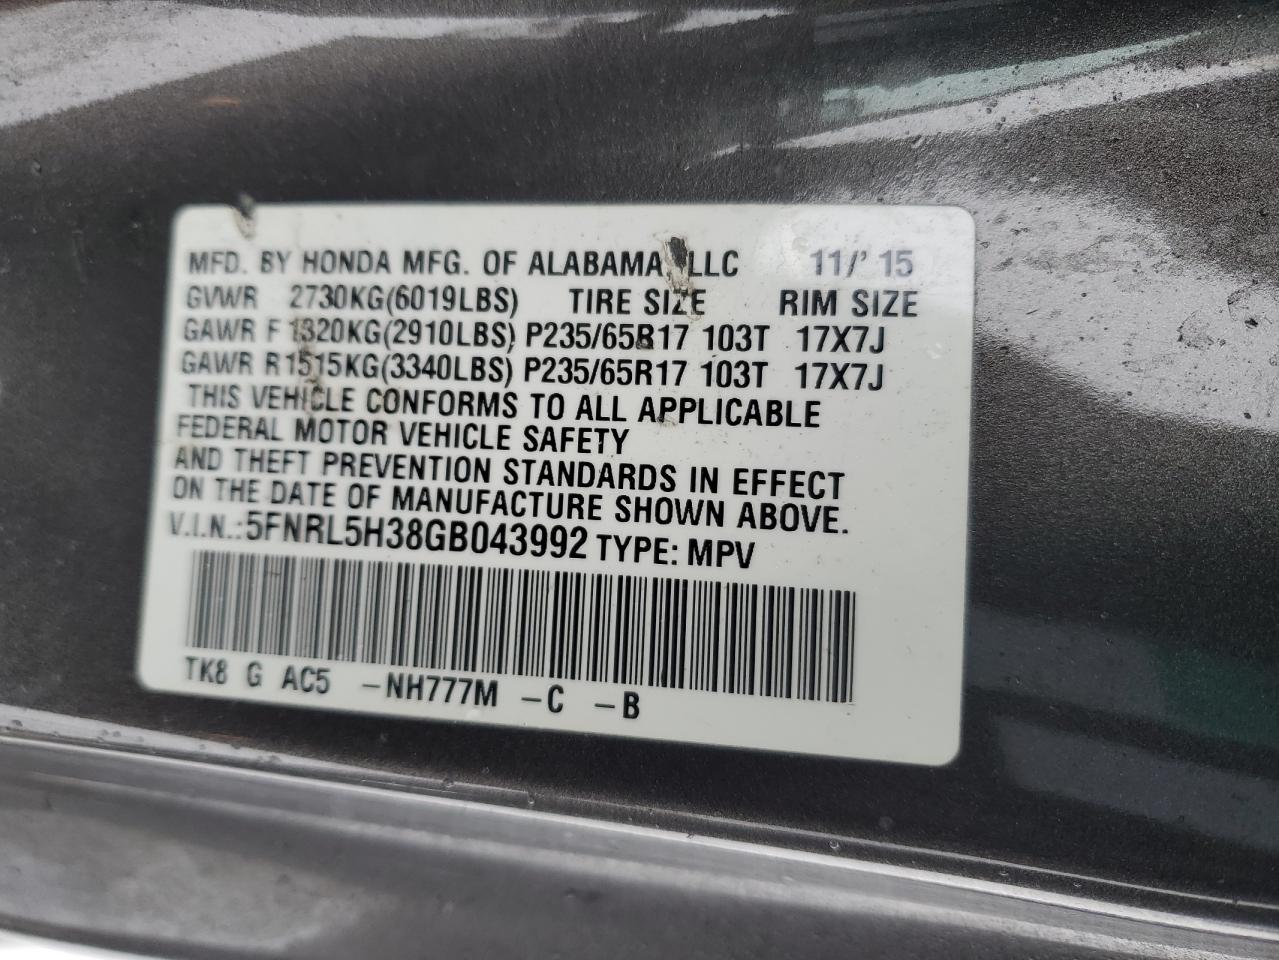 MFD. BY HONDA MFG. OF ALABAMA, LLC 11/'15
GVWR 2730KG(6019LBS) TIRE SIZE RIM SIZE
GAWR F 1320KG(2910LBS) P235/65R17 103T 17X7J
GAWR R1515KG(3340LBS) P235/65R17 103T 17X7J
THIS VEHICLE CONFORMS TO ALL APPLICABLE
FEDERAL MOTOR VEHICLE SAFETY
AND THEFT PREVENTION STANDARDS IN EFFECT
ON THE DATE OF MANUFACTURE SHOWN ABOVE.
V.I.N.:5FNRL5H38GB043992 TYPE: MPV
TK8 G AC5 -NH777M -C -B